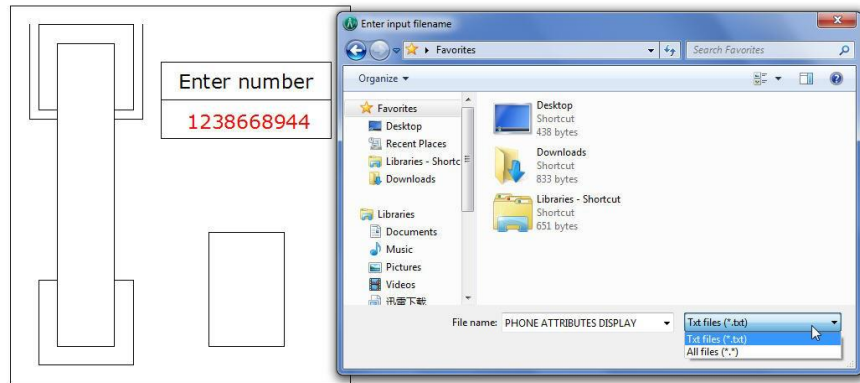 Enter number
1238668944
Enter input filename
Favorites
Search Favorites
Organize
Favorites
Desktop
Recent Places
Libraries - Shortc
Downloads
Libraries
Documents
Music
Pictures
Videos
迅雷下载
Desktop
Shortcut
438 bytes
Downloads
Shortcut
833 bytes
Libraries - Shortcut
Shortcut
651 bytes
File name: PHONE ATTRIBUTES DISPLAY
Txt files (*.txt)
Txt files (*.txt)
All files (*.*)